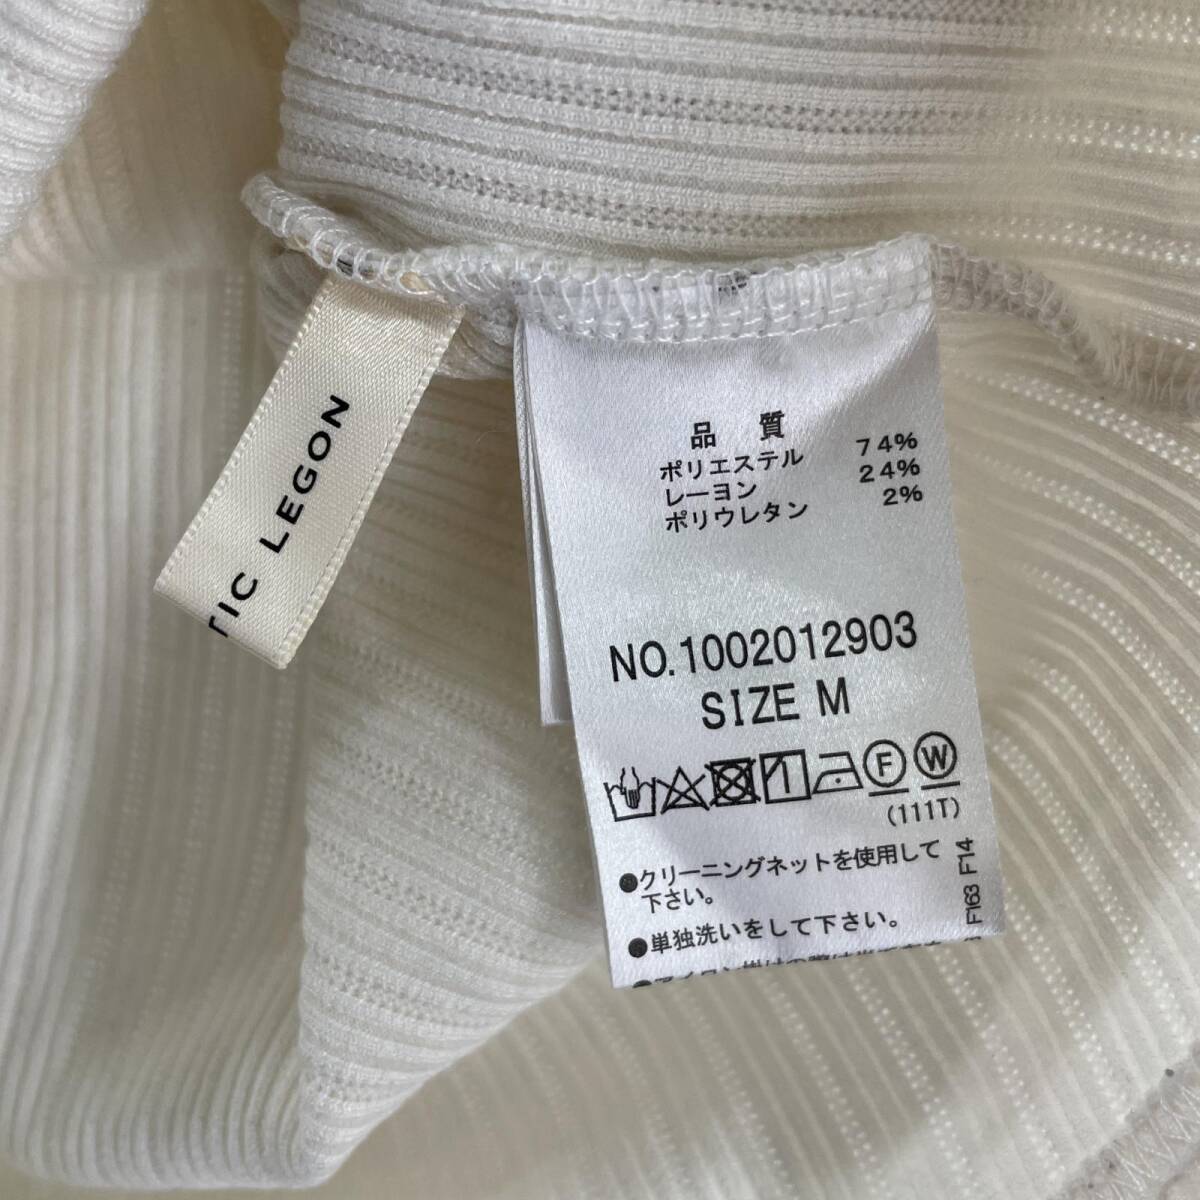 TIC LEGON
品 質
ポリエステル 74%
レーヨン 24%
ポリウレタン 2%
NO.1002012903
SIZE M
F
W
(111T)
●クリーニングネットを使用して
下さい。
●単独洗いをして下さい。
F163 F14